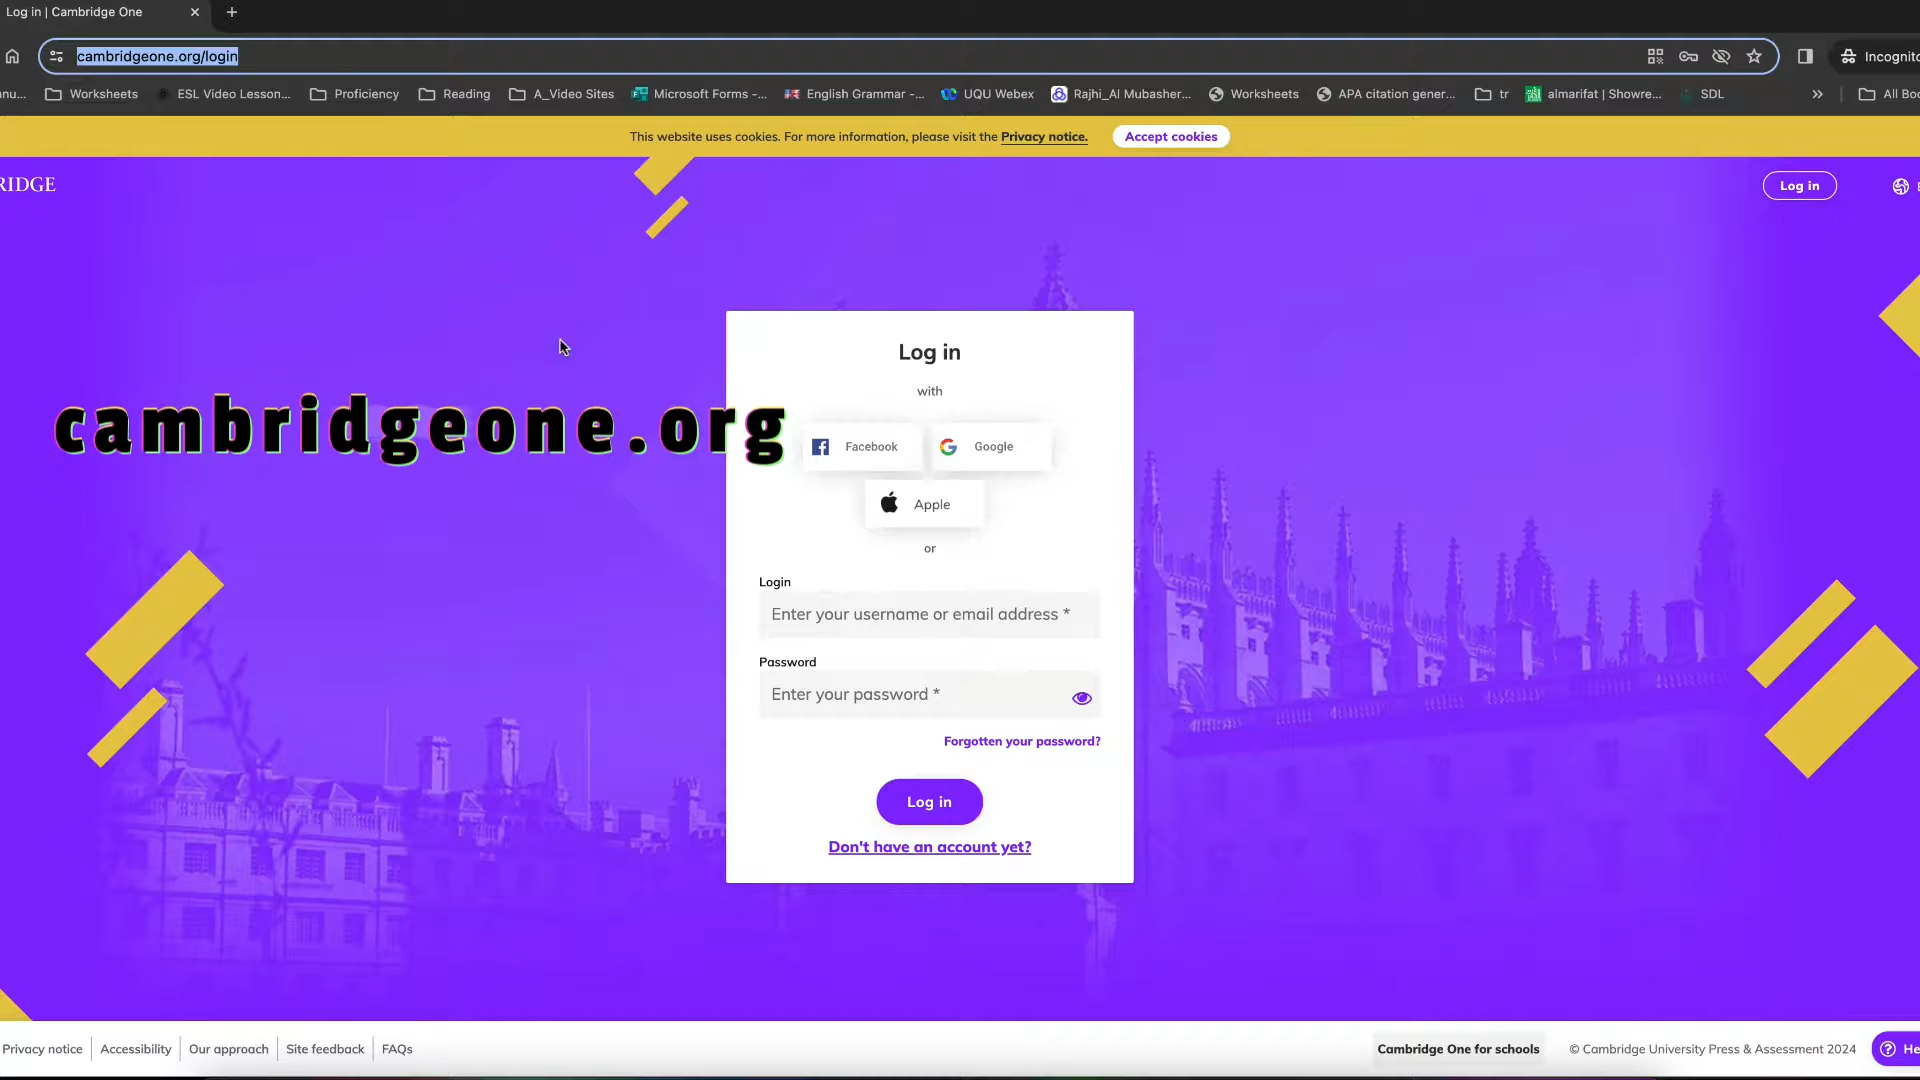 Log in | Cambridge One
cambridgeone.org/login
Incognito
Worksheets
ESL Video Lesson...
Proficiency
Reading
A_Video Sites
Microsoft Forms -...
English Grammar -...
UQU Webex
Rajhi_Al Mubasher...
Worksheets
APA citation gener...
tr
almarifat | Showre...
SDL
»
All Boo
This website uses cookies. For more information, please visit the Privacy notice.
Accept cookies
RIDGE
Log in
Log in
with
cambridgeone.org
Facebook
Google
Apple
or
Login
Enter your username or email address *
Password
Enter your password *
Forgotten your password?
Log in
Don't have an account yet?
Privacy notice
Accessibility
Our approach
Site feedback
FAQs
Cambridge One for schools
© Cambridge University Press & Assessment 2024
He